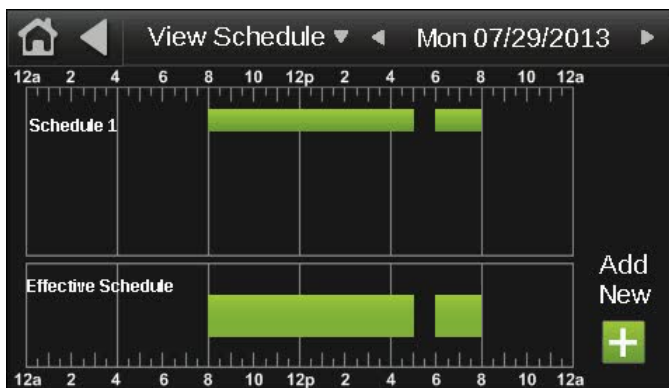 View Schedule Mon 07/29/2013
12a 2 4 6 8 10 12p 2 4 6 8 10 12a
Schedule 1
Effective Schedule
Add
New
12a 2 4 6 8 10 12p 2 4 6 8 10 12a